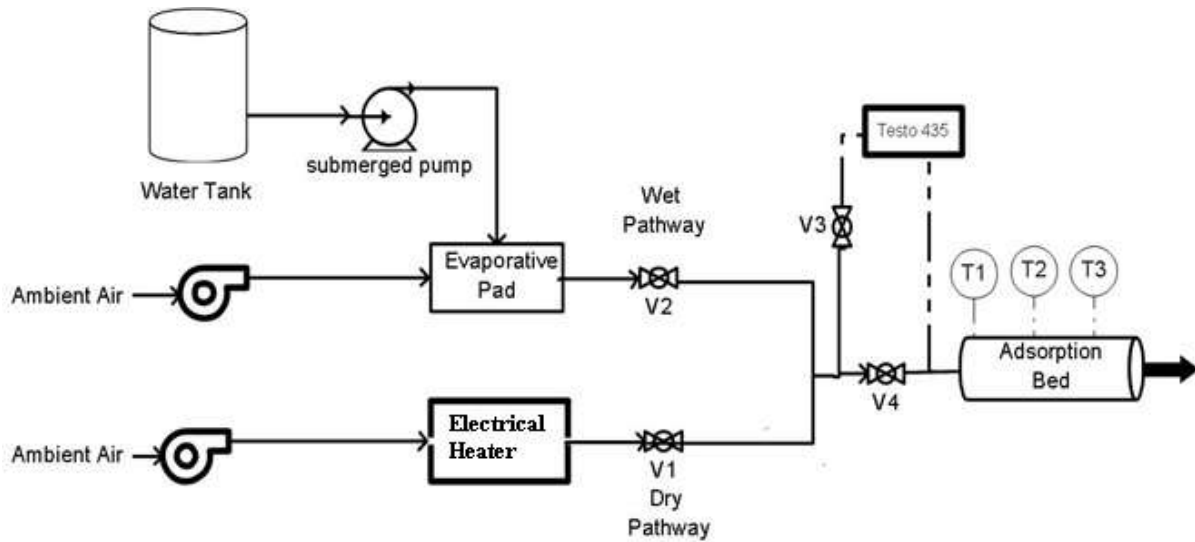 Water Tank
submerged pump
Testo 435
Wet
Pathway
V3
Ambient Air
Evaporative
Pad
V2
T1
T2
T3
Adsorption
Bed
V4
Ambient Air
Electrical
Heater
V1
Dry
Pathway